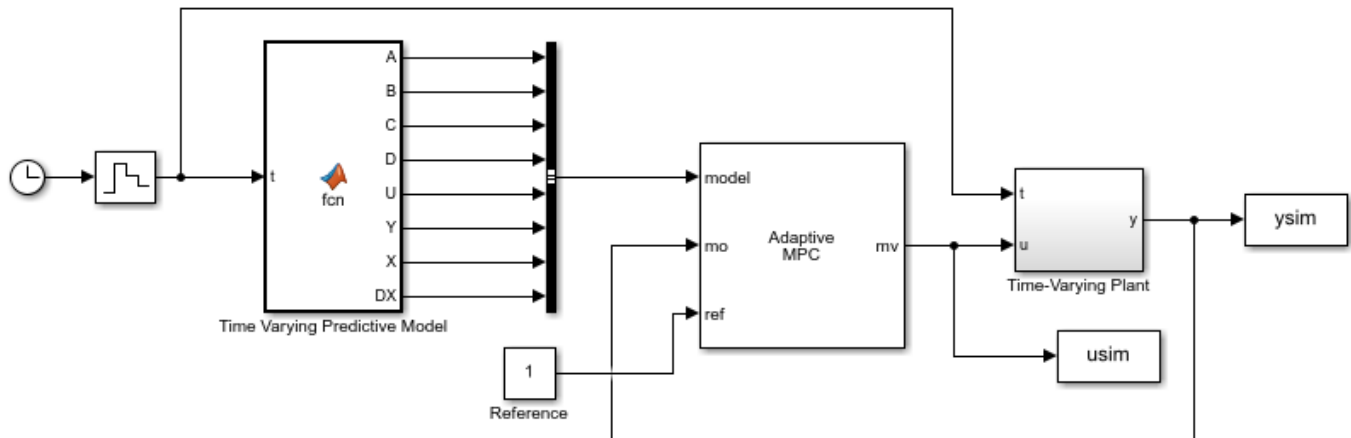 A
B
C
D
U
Y
X
DX
t
fcn
Time Varying Predictive Model
1
Reference
model
mo
ref
Adaptive
MPC
mv
t
u
y
Time-Varying Plant
ysim
usim